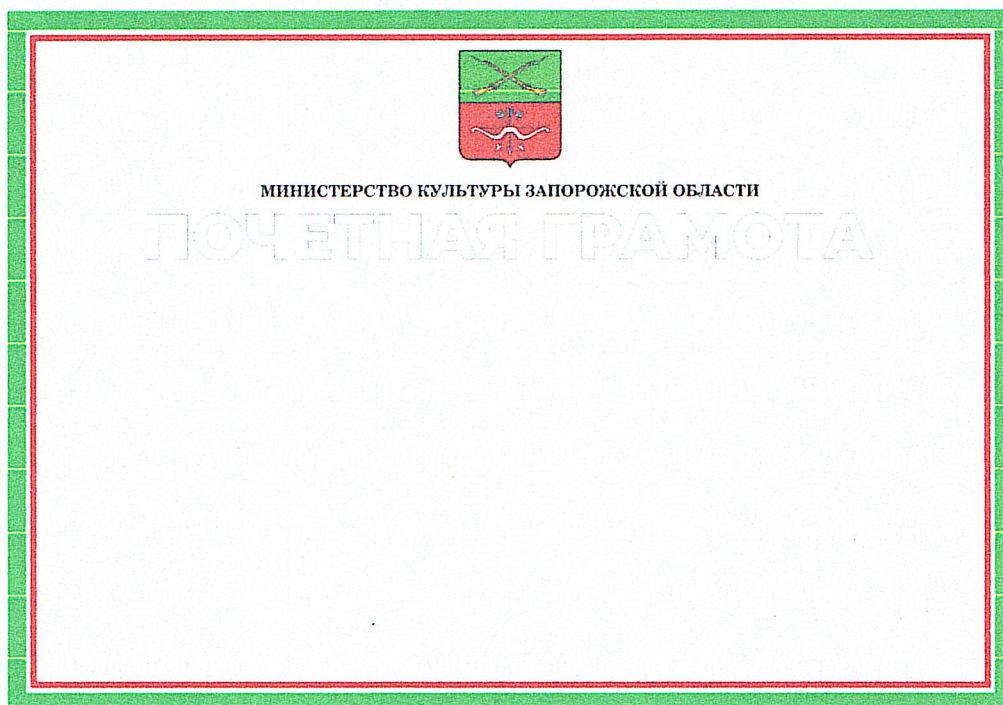 МИНИСТЕРСТВО КУЛЬТУРЫ ЗАПОРОЖСКОЙ ОБЛАСТИ
ПОЧЕТНАЯ ГРАМОТА